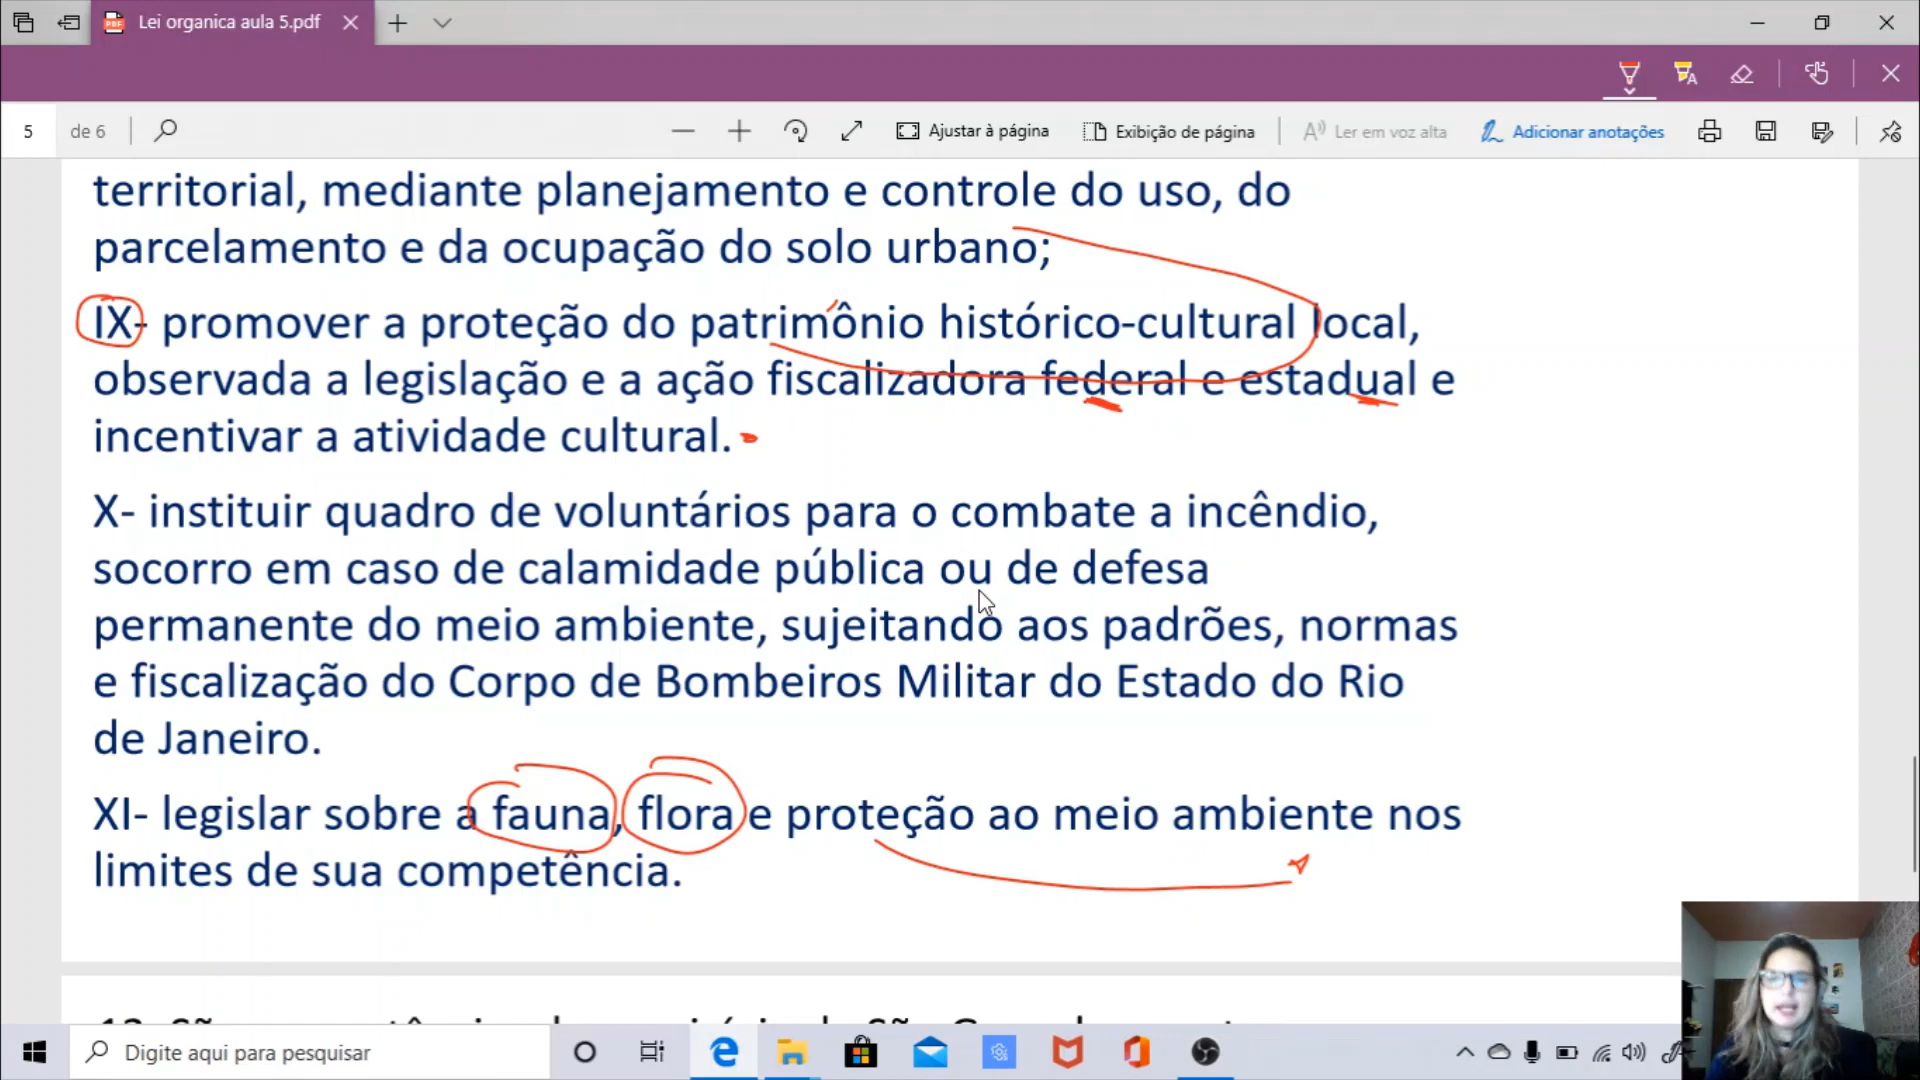 Lei organica aula 5.pdf
5 de 6
Ajustar à página
Exibição de página
Ler em voz alta
Adicionar anotações
territorial, mediante planejamento e controle do uso, do
parcelamento e da ocupação do solo urbano;
IX- promover a proteção do patrimônio histórico-cultural local,
observada a legislação e a ação fiscalizadora federal e estadual e
incentivar a atividade cultural.
X- instituir quadro de voluntários para o combate a incêndio,
socorro em caso de calamidade pública ou de defesa
permanente do meio ambiente, sujeitando aos padrões, normas
e fiscalização do Corpo de Bombeiros Militar do Estado do Rio
de Janeiro.
XI- legislar sobre a fauna, flora e proteção ao meio ambiente nos
limites de sua competência.
Digite aqui para pesquisar